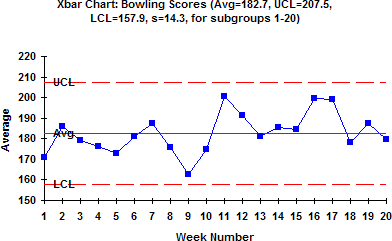 Xbar Chart: Bowling Scores (Avg=182.7, UCL=207.5,
LCL=157.9, s=14.3, for subgroups 1-20)
220
210
200
190
180
170
160
150
UCL
Avg
LCL
Average
1 2 3 4 5 6 7 8 9 10 11 12 13 14 15 16 17 18 19 20
Week Number